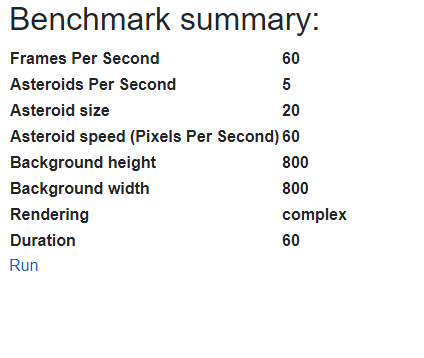 Benchmark summary:
Frames Per Second 60
Asteroids Per Second 5
Asteroid size 20
Asteroid speed (Pixels Per Second) 60
Background height 800
Background width 800
Rendering complex
Duration 60
Run